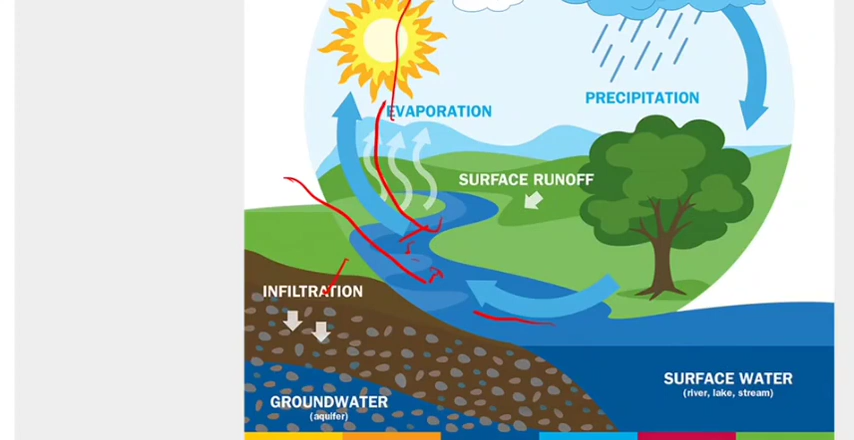 EVAPORATION
PRECIPITATION
SURFACE RUNOFF
INFILTRATION
SURFACE WATER
(river, lake, stream)
GROUNDWATER
(aquifer)